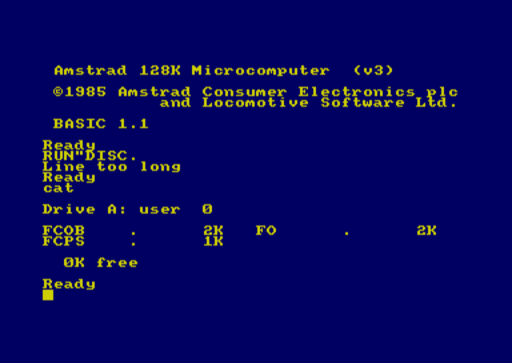 Amstrad 128K Microcomputer (v3)
©1985 Amstrad Consumer Electronics plc
and Locomotive Software Ltd.
BASIC 1.1
Ready
RUN"DISC.
Line too long
Ready
cat
Drive A: user 0
FCOB . 2K FO . 2K
FCPS . 1K
0K free
Ready